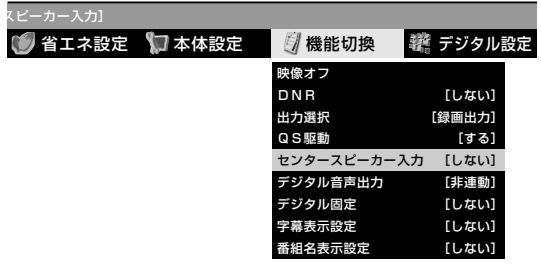 スピーカー入力]
省エネ設定 本体設定 機能切換 デジタル設定
映像オフ
DNR [しない]
出力選択 [録画出力]
QS駆動 [する]
センタースピーカー入力 [しない]
デジタル音声出力 [非連動]
デジタル固定 [しない]
字幕表示設定 [しない]
番組名表示設定 [しない]